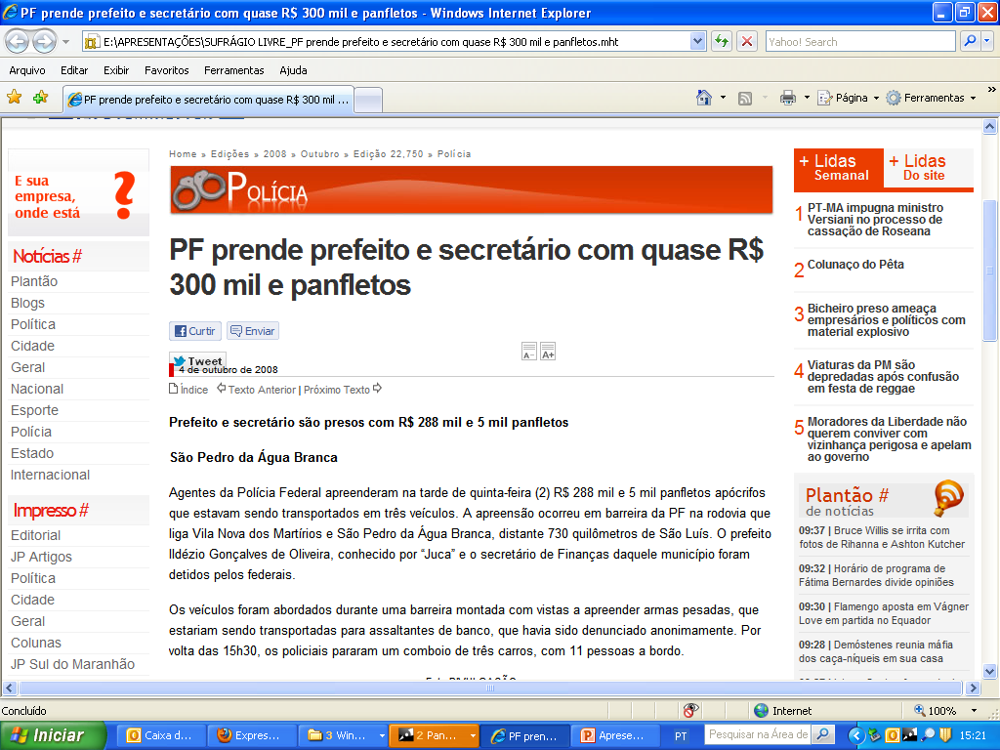 PF prende prefeito e secretário com quase R$ 300 mil e panfletos - Windows Internet Explorer
E:\APRESENTAÇÕES\SUFRÁGIO LIVRE_PF prende prefeito e secretário com quase R$ 300 mil e panfletos.mht
Yahoo! Search
Arquivo Editar Exibir Favoritos Ferramentas Ajuda
PF prende prefeito e secretário com quase R$ 300 mil ...
Página Ferramentas »
E sua
empresa,
onde está
?
Notícias #
Plantão
Blogs
Política
Cidade
Geral
Nacional
Esporte
Polícia
Estado
Internacional
Impresso #
Editorial
JP Artigos
Política
Cidade
Geral
Colunas
JP Sul do Maranhão
Home » Edições » 2008 » Outubro » Edição 22,750 » Polícia
Polícia
PF prende prefeito e secretário com quase R$
300 mil e panfletos
Curtir Enviar
Tweet
A- A+
4 de outubro de 2008
Índice Texto Anterior | Próximo Texto
Prefeito e secretário são presos com R$ 288 mil e 5 mil panfletos
São Pedro da Água Branca
Agentes da Polícia Federal apreenderam na tarde de quinta-feira (2) R$ 288 mil e 5 mil panfletos apócrifos
que estavam sendo transportados em três veículos. A apreensão ocorreu em barreira da PF na rodovia que
liga Vila Nova dos Martírios e São Pedro da Água Branca, distante 730 quilômetros de São Luís. O prefeito
Ildézio Gonçalves de Oliveira, conhecido por “Juca” e o secretário de Finanças daquele município foram
detidos pelos federais.
Os veículos foram abordados durante uma barreira montada com vistas a apreender armas pesadas, que
estariam sendo transportadas para assaltantes de banco, que havia sido denunciado anonimamente. Por
volta das 15h30, os policiais pararam um comboio de três carros, com 11 pessoas a bordo.
+ Lidas
Semanal
+ Lidas
Do site
1 PT-MA impugna ministro
Versiani no processo de
cassação de Roseana
2 Colunaço do Pêta
3 Bicheiro preso ameaça
empresários e políticos com
material explosivo
4 Viaturas da PM são
depredadas após confusão
em festa de reggae
5 Moradores da Liberdade não
querem conviver com
vizinhança perigosa e apelam
ao governo
Plantão #
de notícias
09:37 | Bruce Willis se irrita com
fotos de Rihanna e Ashton Kutcher
09:32 | Horário de programa de
Fátima Bernardes divide opiniões
09:30 | Flamengo aposta em Vágner
Love em partida no Equador
09:28 | Demóstenes reunia máfia
dos caça-níqueis em sua casa
Concluído
Internet
100%
Iniciar
Caixa d...
Expres...
3 Win...
2 Pan...
PF pren...
Aprese...
PT
Pesquisar na Área de
15:21